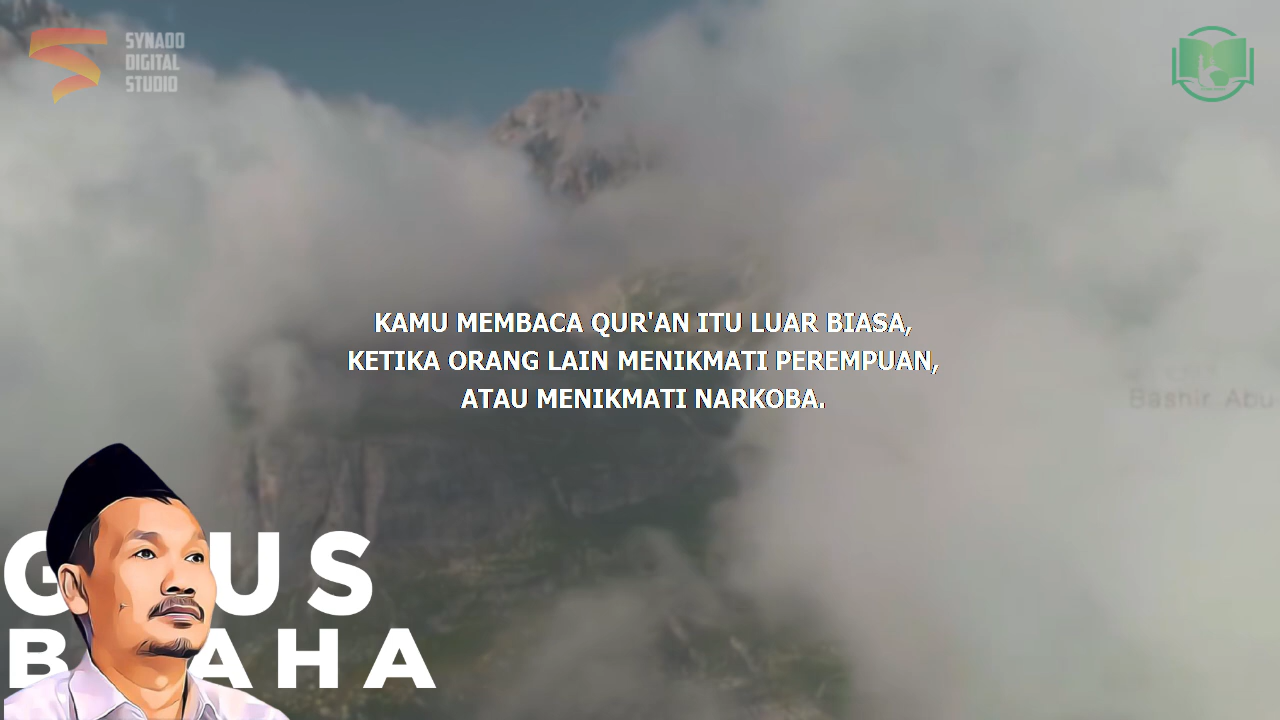 SYNADO
DIGITAL
STUDIO
KAMU MEMBACA QUR'AN ITU LUAR BIASA,
KETIKA ORANG LAIN MENIKMATI PEREMPUAN,
ATAU MENIKMATI NARKOBA.
Bashir Abu
GUS
BAHA